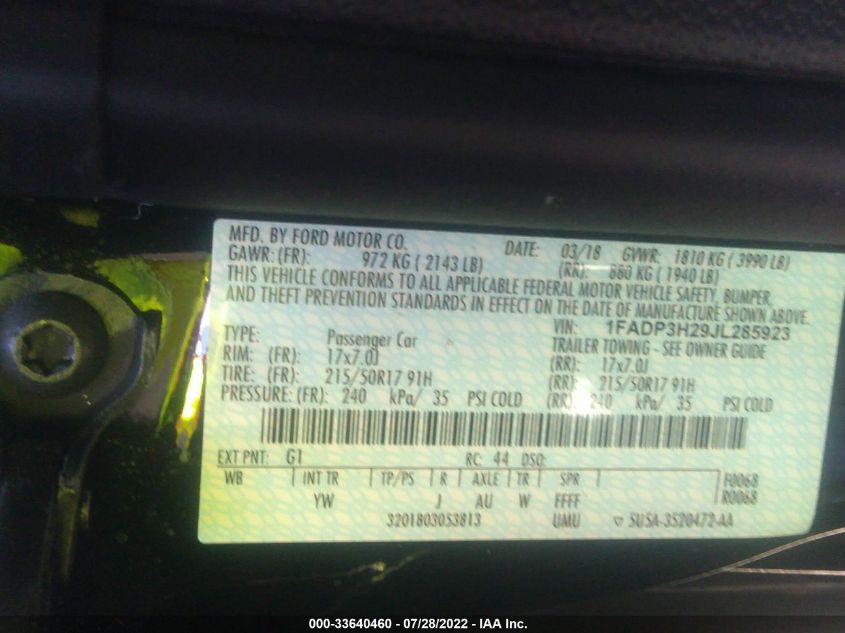 MFD. BY FORD MOTOR CO.
DATE: 03/18 GVWR: 1810 KG ( 3990 LB)
GAWR: (FR): 972 KG ( 2143 LB) (RR): 880 KG ( 1940 LB)
THIS VEHICLE CONFORMS TO ALL APPLICABLE FEDERAL MOTOR VEHICLE SAFETY, BUMPER,
AND THEFT PREVENTION STANDARDS IN EFFECT ON THE DATE OF MANUFACTURE SHOWN ABOVE.
VIN: 1FADP3H29JL285923
TYPE: Passenger Car TRAILER TOWING - SEE OWNER GUIDE
RIM: (FR): 17x7.0J (RR): 17x7.0J
TIRE: (FR): 215/50R17 91H (RR): 215/50R17 91H
PRESSURE: (FR): 240 kPa/ 35 PSI COLD (RR): 240 kPa/ 35 PSI COLD
EXT PNT: G1 RC: 44 DSO:
WB INT TR TP/PS R AXLE TR SPR F0068
YW J AU W FFFF R0068
3201803053813 UMU ▽ 5U5A-3520472-AA
000-33640460 - 07/28/2022 - IAA Inc.